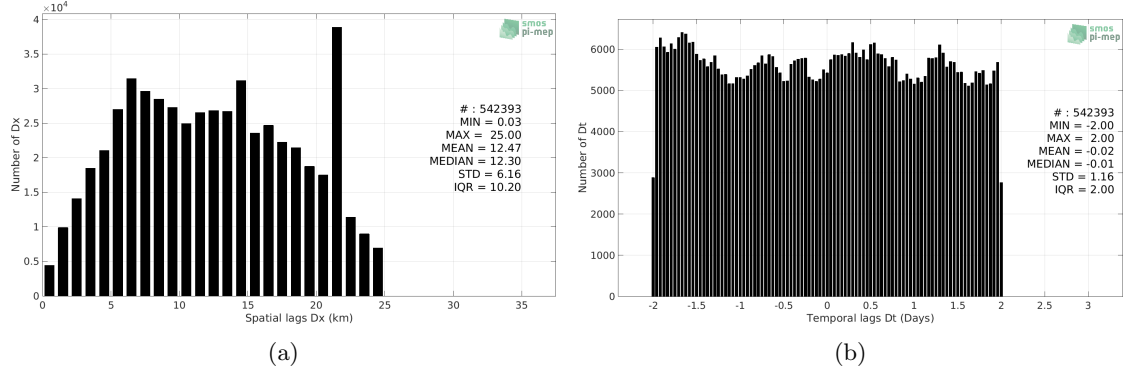 ×10⁴
4
3.5
3
2.5
2
1.5
1
0.5
0
0 5 10 15 20 25 30 35
Number of Dx
Spatial lags Dx (km)
smos
pi-mep
# : 542393
MIN = 0.03
MAX = 25.00
MEAN = 12.47
MEDIAN = 12.30
STD = 6.16
IQR = 10.20
(a)
6000
5000
4000
3000
2000
1000
0
-2 -1.5 -1 -0.5 0 0.5 1 1.5 2 2.5 3
Number of Dt
Temporal lags Dt (Days)
smos
pi-mep
# : 542393
MIN = -2.00
MAX = 2.00
MEAN = -0.02
MEDIAN = -0.01
STD = 1.16
IQR = 2.00
(b)